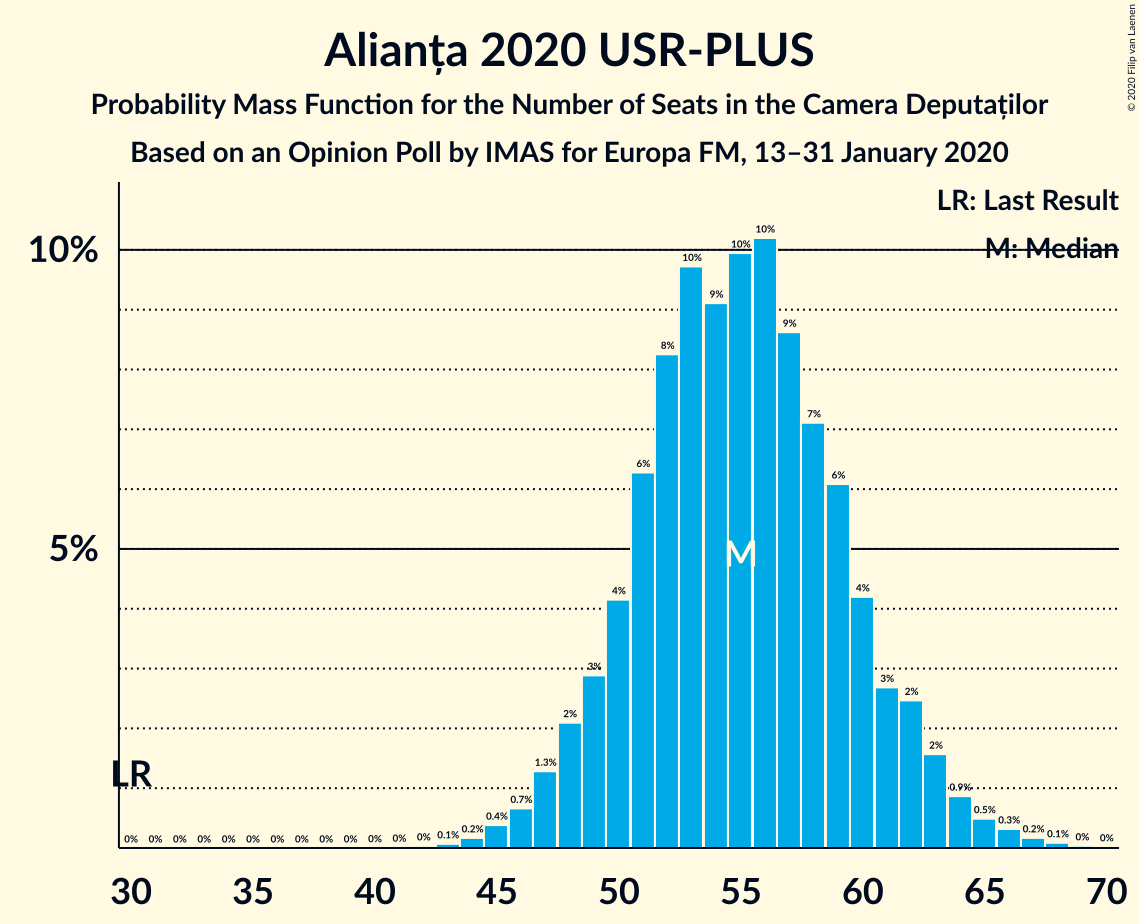 Alianța 2020 USR-PLUS
Probability Mass Function for the Number of Seats in the Camera Deputaților
Based on an Opinion Poll by IMAS for Europa FM, 13–31 January 2020
© 2020 Filip van Laenen
LR: Last Result
M: Median
10%
5%
LR
M
0% 0% 0% 0% 0% 0% 0% 0% 0% 0% 0% 0% 0% 0.1% 0.2% 0.4% 0.7% 1.3% 2% 3% 4% 6% 8% 10% 9% 10% 10% 9% 7% 6% 4% 3% 2% 2% 0.9% 0.5% 0.3% 0.2% 0.1% 0% 0%
30 35 40 45 50 55 60 65 70